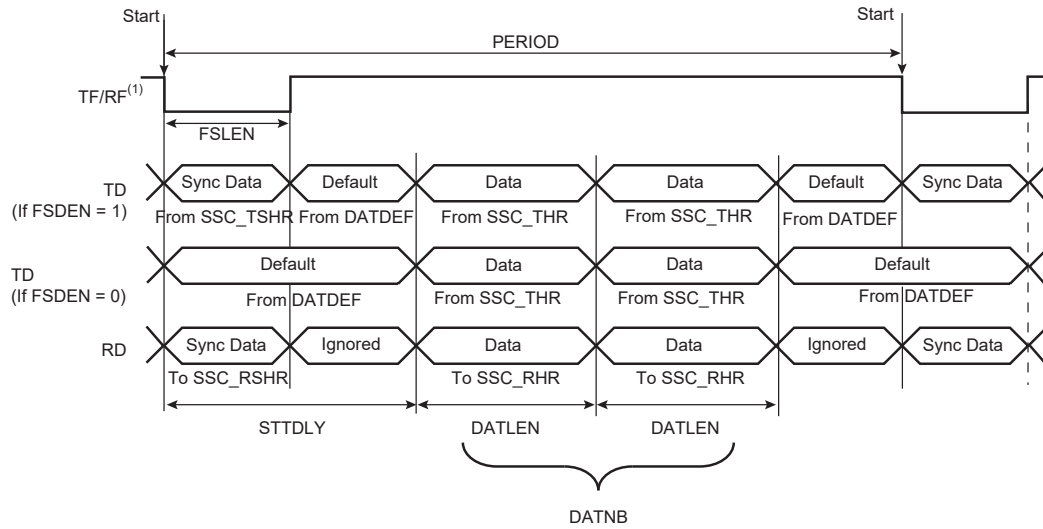 Start
Start
PERIOD
TF/RF(1)
FSLEN
TD
(If FSDEN = 1)
Sync Data
Default
Data
Data
Default
Sync Data
From SSC_TSHR
From DATDEF
From SSC_THR
From SSC_THR
From DATDEF
TD
(If FSDEN = 0)
Default
Data
Data
Default
From DATDEF
From SSC_THR
From SSC_THR
From DATDEF
RD
Sync Data
Ignored
Data
Data
Ignored
Sync Data
To SSC_RSHR
To SSC_RHR
To SSC_RHR
STTDLY
DATLEN
DATLEN
DATNB